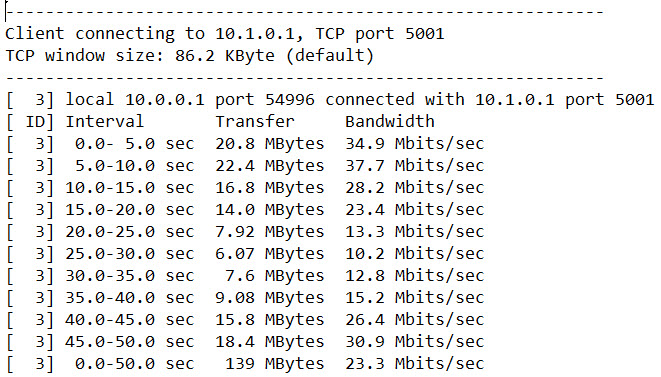 ------------------------------------------------------------
Client connecting to 10.1.0.1, TCP port 5001
TCP window size: 86.2 KByte (default)
------------------------------------------------------------
[  3] local 10.0.0.1 port 54996 connected with 10.1.0.1 port 5001
[ ID] Interval       Transfer     Bandwidth
[  3]  0.0- 5.0 sec  20.8 MBytes  34.9 Mbits/sec
[  3]  5.0-10.0 sec  22.4 MBytes  37.7 Mbits/sec
[  3] 10.0-15.0 sec  16.8 MBytes  28.2 Mbits/sec
[  3] 15.0-20.0 sec  14.0 MBytes  23.4 Mbits/sec
[  3] 20.0-25.0 sec  7.92 MBytes  13.3 Mbits/sec
[  3] 25.0-30.0 sec  6.07 MBytes  10.2 Mbits/sec
[  3] 30.0-35.0 sec   7.6 MBytes  12.8 Mbits/sec
[  3] 35.0-40.0 sec  9.08 MBytes  15.2 Mbits/sec
[  3] 40.0-45.0 sec  15.8 MBytes  26.4 Mbits/sec
[  3] 45.0-50.0 sec  18.4 MBytes  30.9 Mbits/sec
[  3]  0.0-50.0 sec   139 MBytes  23.3 Mbits/sec